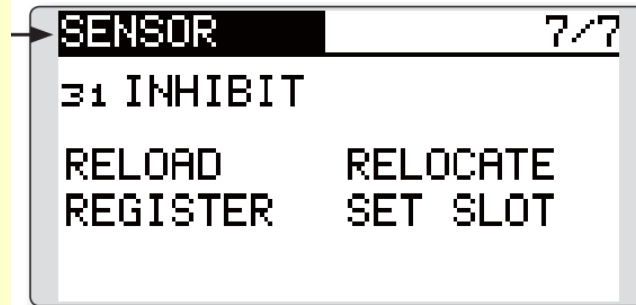 SENSOR 7/7
31 INHIBIT
RELOAD RELOCATE
REGISTER SET SLOT